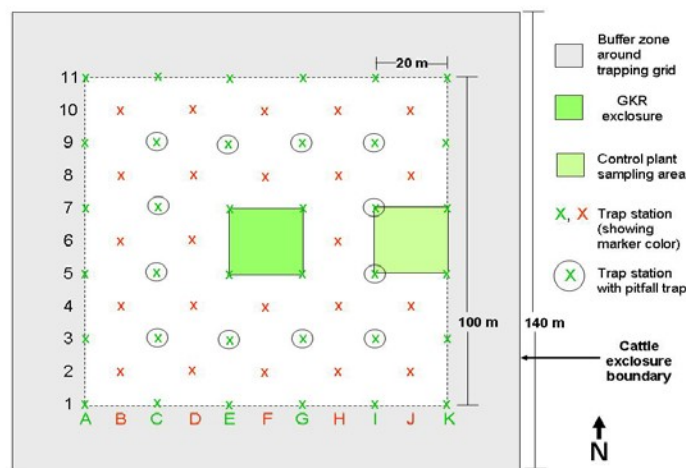 20 m
11
10
9
8
7
6
5
4
3
2
1
A B C D E F G H I J K
100 m
140 m
Buffer zone
around
trapping grid
GKR
exclosure
Control plant
sampling area
X, X Trap station
(showing
marker color)
X Trap station
with pitfall trap
Cattle
exclosure
boundary
N